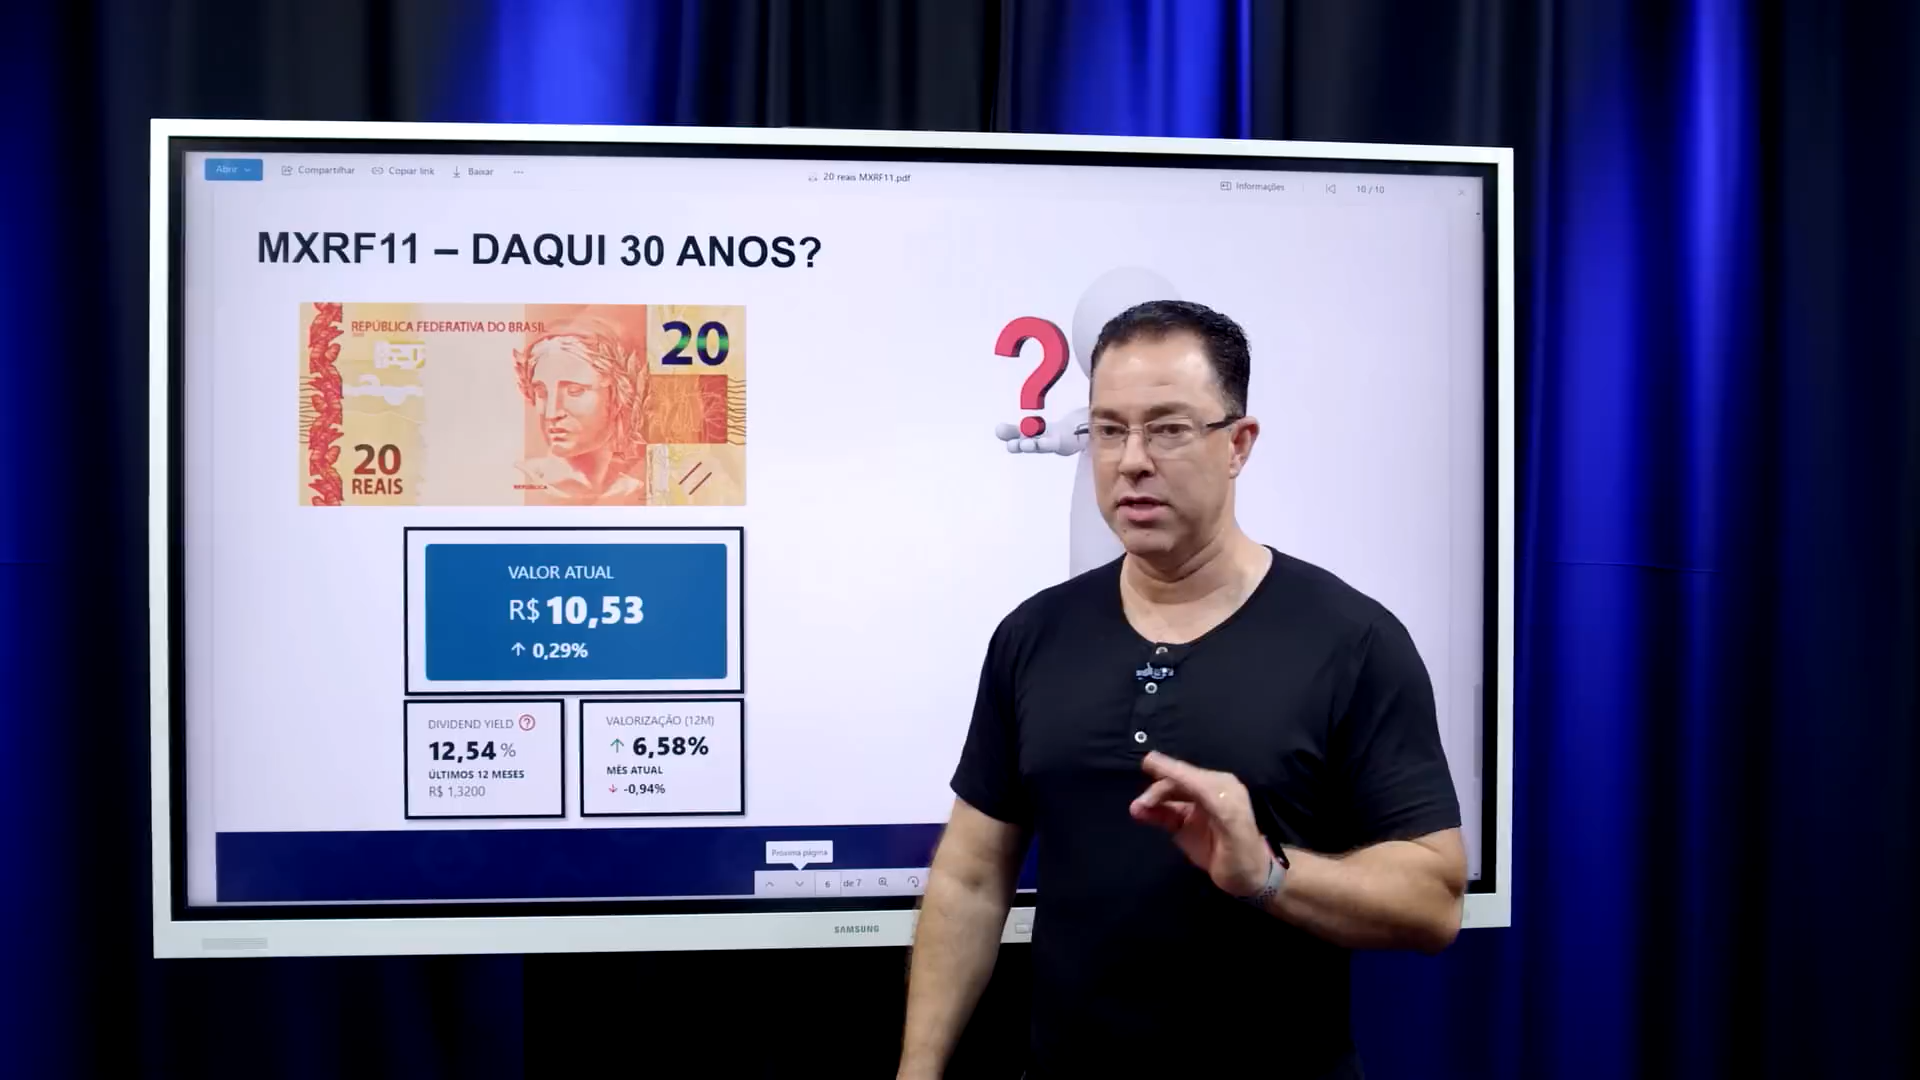 Abrir
Compartilhar
Copiar link
Baixar
20 reais MXRF11.pdf
Informações
10 / 10
MXRF11 – DAQUI 30 ANOS?
REPÚBLICA FEDERATIVA DO BRASIL
20
20
REAIS
REPÚBLICA
VALOR ATUAL
R$ 10,53
↑ 0,29%
DIVIDEND YIELD ?
12,54 %
ÚLTIMOS 12 MESES
R$ 1,3200
VALORIZAÇÃO (12M)
↑ 6,58%
MÊS ATUAL
↓ -0,94%
?
Próxima página
6 de 7
SAMSUNG